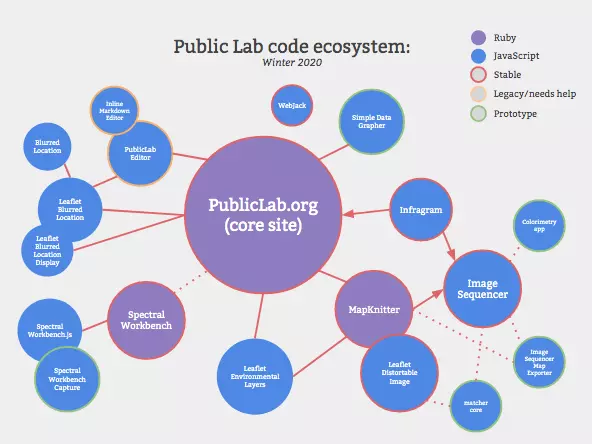 Public Lab code ecosystem:
Winter 2020
Ruby
JavaScript
Stable
Legacy/needs help
Prototype
Inline
Markdown
Editor
WebJack
Simple Data
Grapher
Blurred
Location
PublicLab
Editor
PublicLab.org
(core site)
Leaflet
Blurred
Location
Infragram
Colorimetry
app
Leaflet
Blurred
Location
Display
Image
Sequencer
Spectral
Workbench
MapKnitter
Spectral
Workbench.js
Image
Sequencer
Map
Exporter
Leaflet
Environmental
Layers
Leaflet
Distortable
Image
Spectral
Workbench
Capture
matcher
core